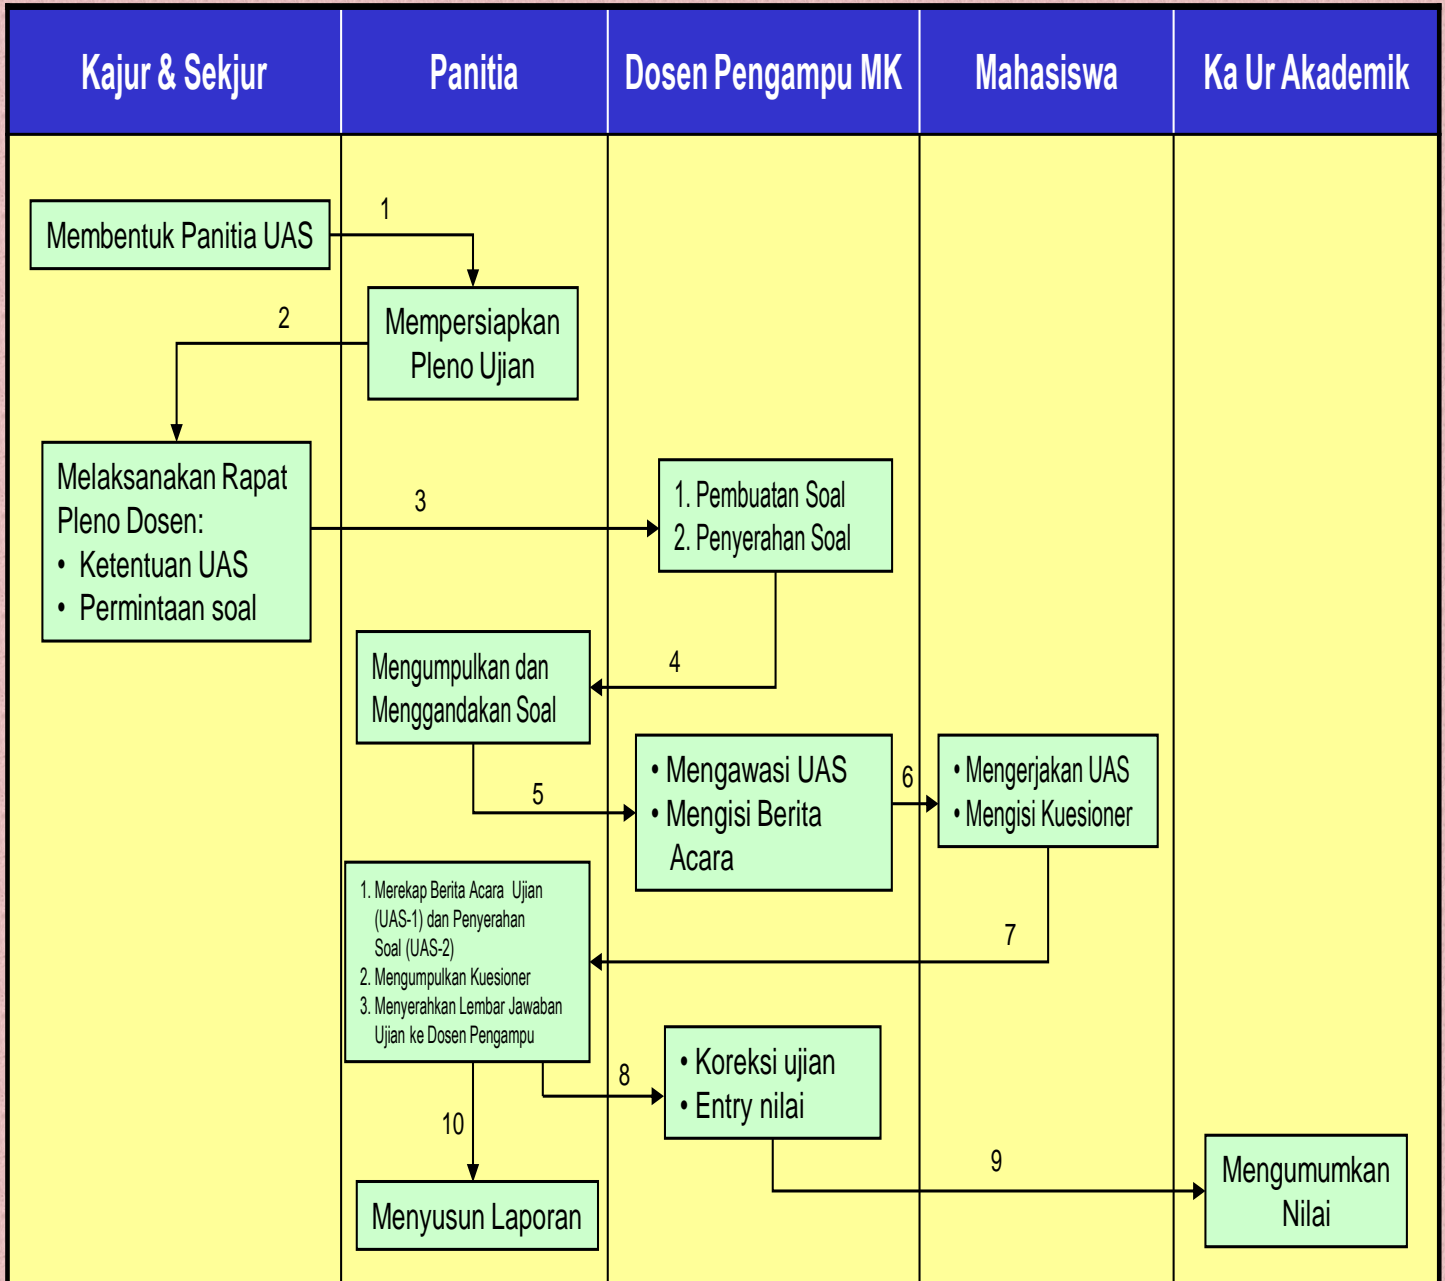 Kajur & Sekjur
Panitia
Dosen Pengampu MK
Mahasiswa
Ka Ur Akademik
Membentuk Panitia UAS
1
Mempersiapkan
Pleno Ujian
2
Melaksanakan Rapat
Pleno Dosen:
• Ketentuan UAS
• Permintaan soal
3
1. Pembuatan Soal
2. Penyerahan Soal
4
Mengumpulkan dan
Menggandakan Soal
5
• Mengawasi UAS
• Mengisi Berita
Acara
6
• Mengerjakan UAS
• Mengisi Kuesioner
7
1. Merekap Berita Acara Ujian
(UAS-1) dan Penyerahan
Soal (UAS-2)
2. Mengumpulkan Kuesioner
3. Menyerahkan Lembar Jawaban
Ujian ke Dosen Pengampu
8
• Koreksi ujian
• Entry nilai
9
Mengumumkan
Nilai
10
Menyusun Laporan